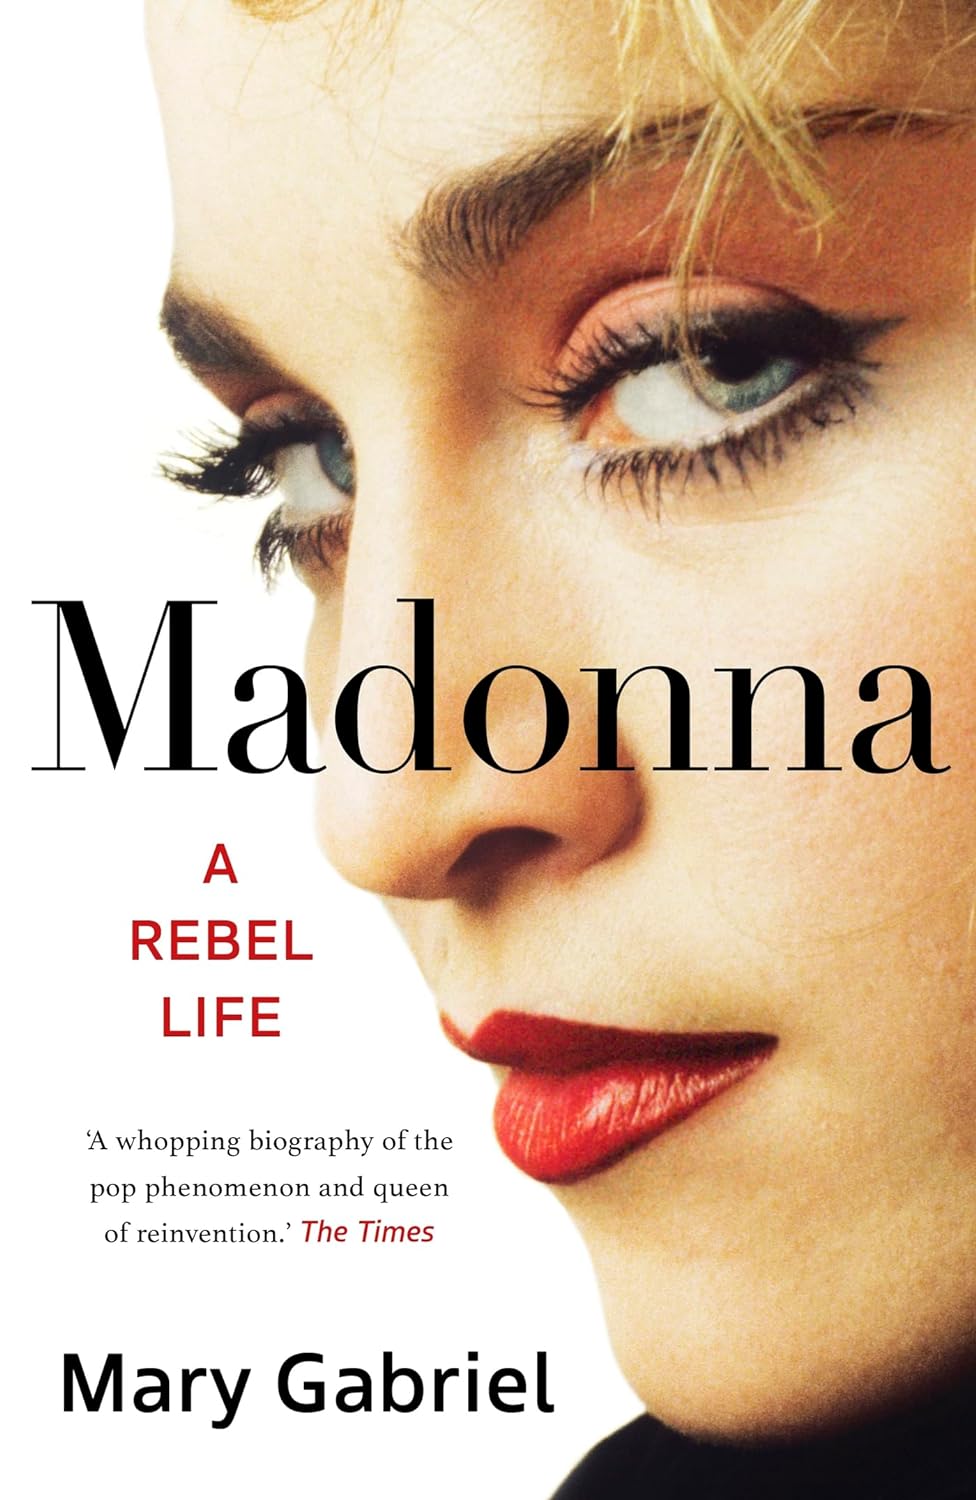 Madonna
A
REBEL
LIFE
‘A whopping biography of the
pop phenomenon and queen
of reinvention.’ The Times
Mary Gabriel